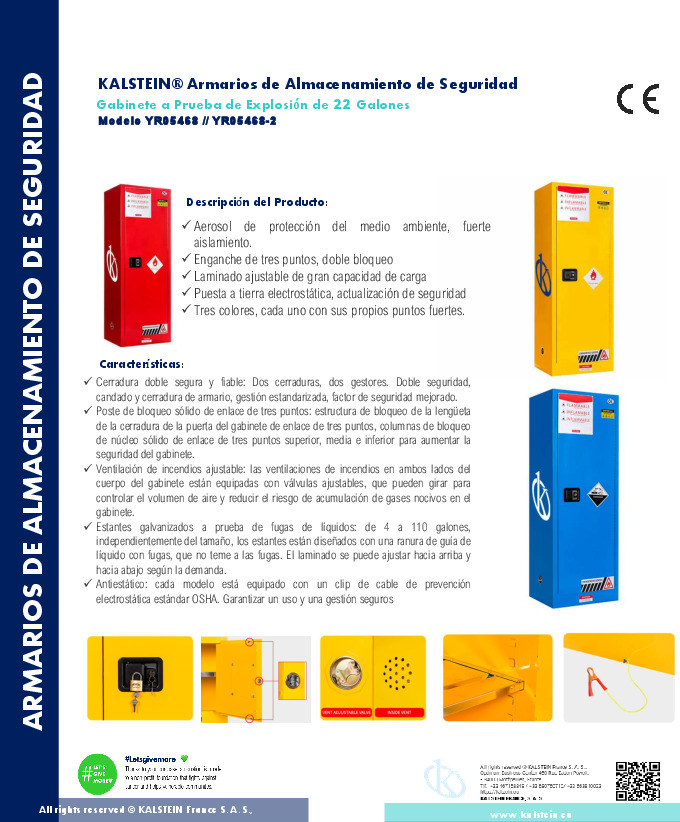 ARMARIOS DE ALMACENAMIENTO DE SEGURIDAD
KALSTEIN® Armarios de Almacenamiento de Seguridad
Gabinete a Prueba de Explosión de 22 Galones
Modelo YR05468 // YR05468-2
CE
Descripción del Producto:
✓ Aerosol de protección del medio ambiente, fuerte
aislamiento.
✓ Enganche de tres puntos, doble bloqueo
✓ Laminado ajustable de gran capacidad de carga
✓ Puesta a tierra electrostática, actualización de seguridad
✓ Tres colores, cada uno con sus propios puntos fuertes.
Características:
✓ Cerradura doble segura y fiable: Dos cerraduras, dos gestores. Doble seguridad,
candado y cerradura de armario, gestión estandarizada, factor de seguridad mejorado.
✓ Poste de bloqueo sólido de enlace de tres puntos: estructura de bloqueo de la lengüeta
de la cerradura de la puerta del gabinete de enlace de tres puntos, columnas de bloqueo
de núcleo sólido de enlace de tres puntos superior, media e inferior para aumentar la
seguridad del gabinete.
✓ Ventilación de incendios ajustable: las ventilaciones de incendios en ambos lados del
cuerpo del gabinete están equipadas con válvulas ajustables, que pueden girar para
controlar el volumen de aire y reducir el riesgo de acumulación de gases nocivos en el
gabinete.
✓ Estantes galvanizados a prueba de fugas de líquidos: de 4 a 110 galones,
independientemente del tamaño, los estantes están diseñados con una ranura de guía de
líquido con fugas, que no teme a las fugas. El laminado se puede ajustar hacia arriba y
hacia abajo según la demanda.
✓ Antiestático: cada modelo está equipado con un clip de cable de prevención
electrostática estándar OSHA. Garantizar un uso y una gestión seguros
VENT ADJUSTABLE VALVE
INSIDE VENT
# LET'S
GIVE
MORE
#Letsgivemore
All rights reserved © KALSTEIN France S. A. S.,
KALSTEIN FRANCE, S. A. S
All rights reserved © KALSTEIN France S.A.S.,